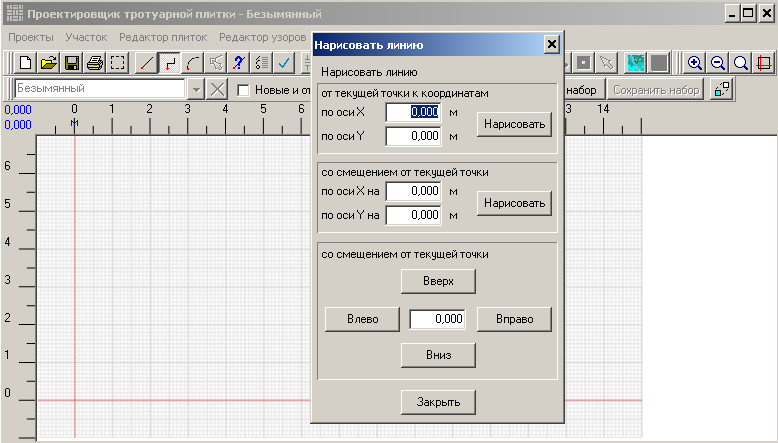 Проектировщик тротуарной плитки - Безымянный
Проекты Участок Редактор плиток Редактор узоров
Безымянный Новые и от набор Сохранить набор
0,000 0 1 2 3 4 5 6 3 14
0,000 м
6
5
4
3
2
1
0
Нарисовать линию
Нарисовать линию
от текущей точки к координатам
по оси X 0,000 м
Нарисовать
по оси Y 0,000 м
со смещением от текущей точки
по оси X на 0,000 м
Нарисовать
по оси Y на 0,000 м
со смещением от текущей точки
Вверх
Влево 0,000 Вправо
Вниз
Закрыть